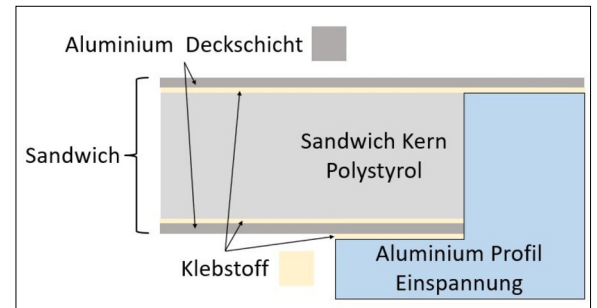 Aluminium Deckschicht
Sandwich
Sandwich Kern
Polystyrol
Klebstoff
Aluminium Profil
Einspannung